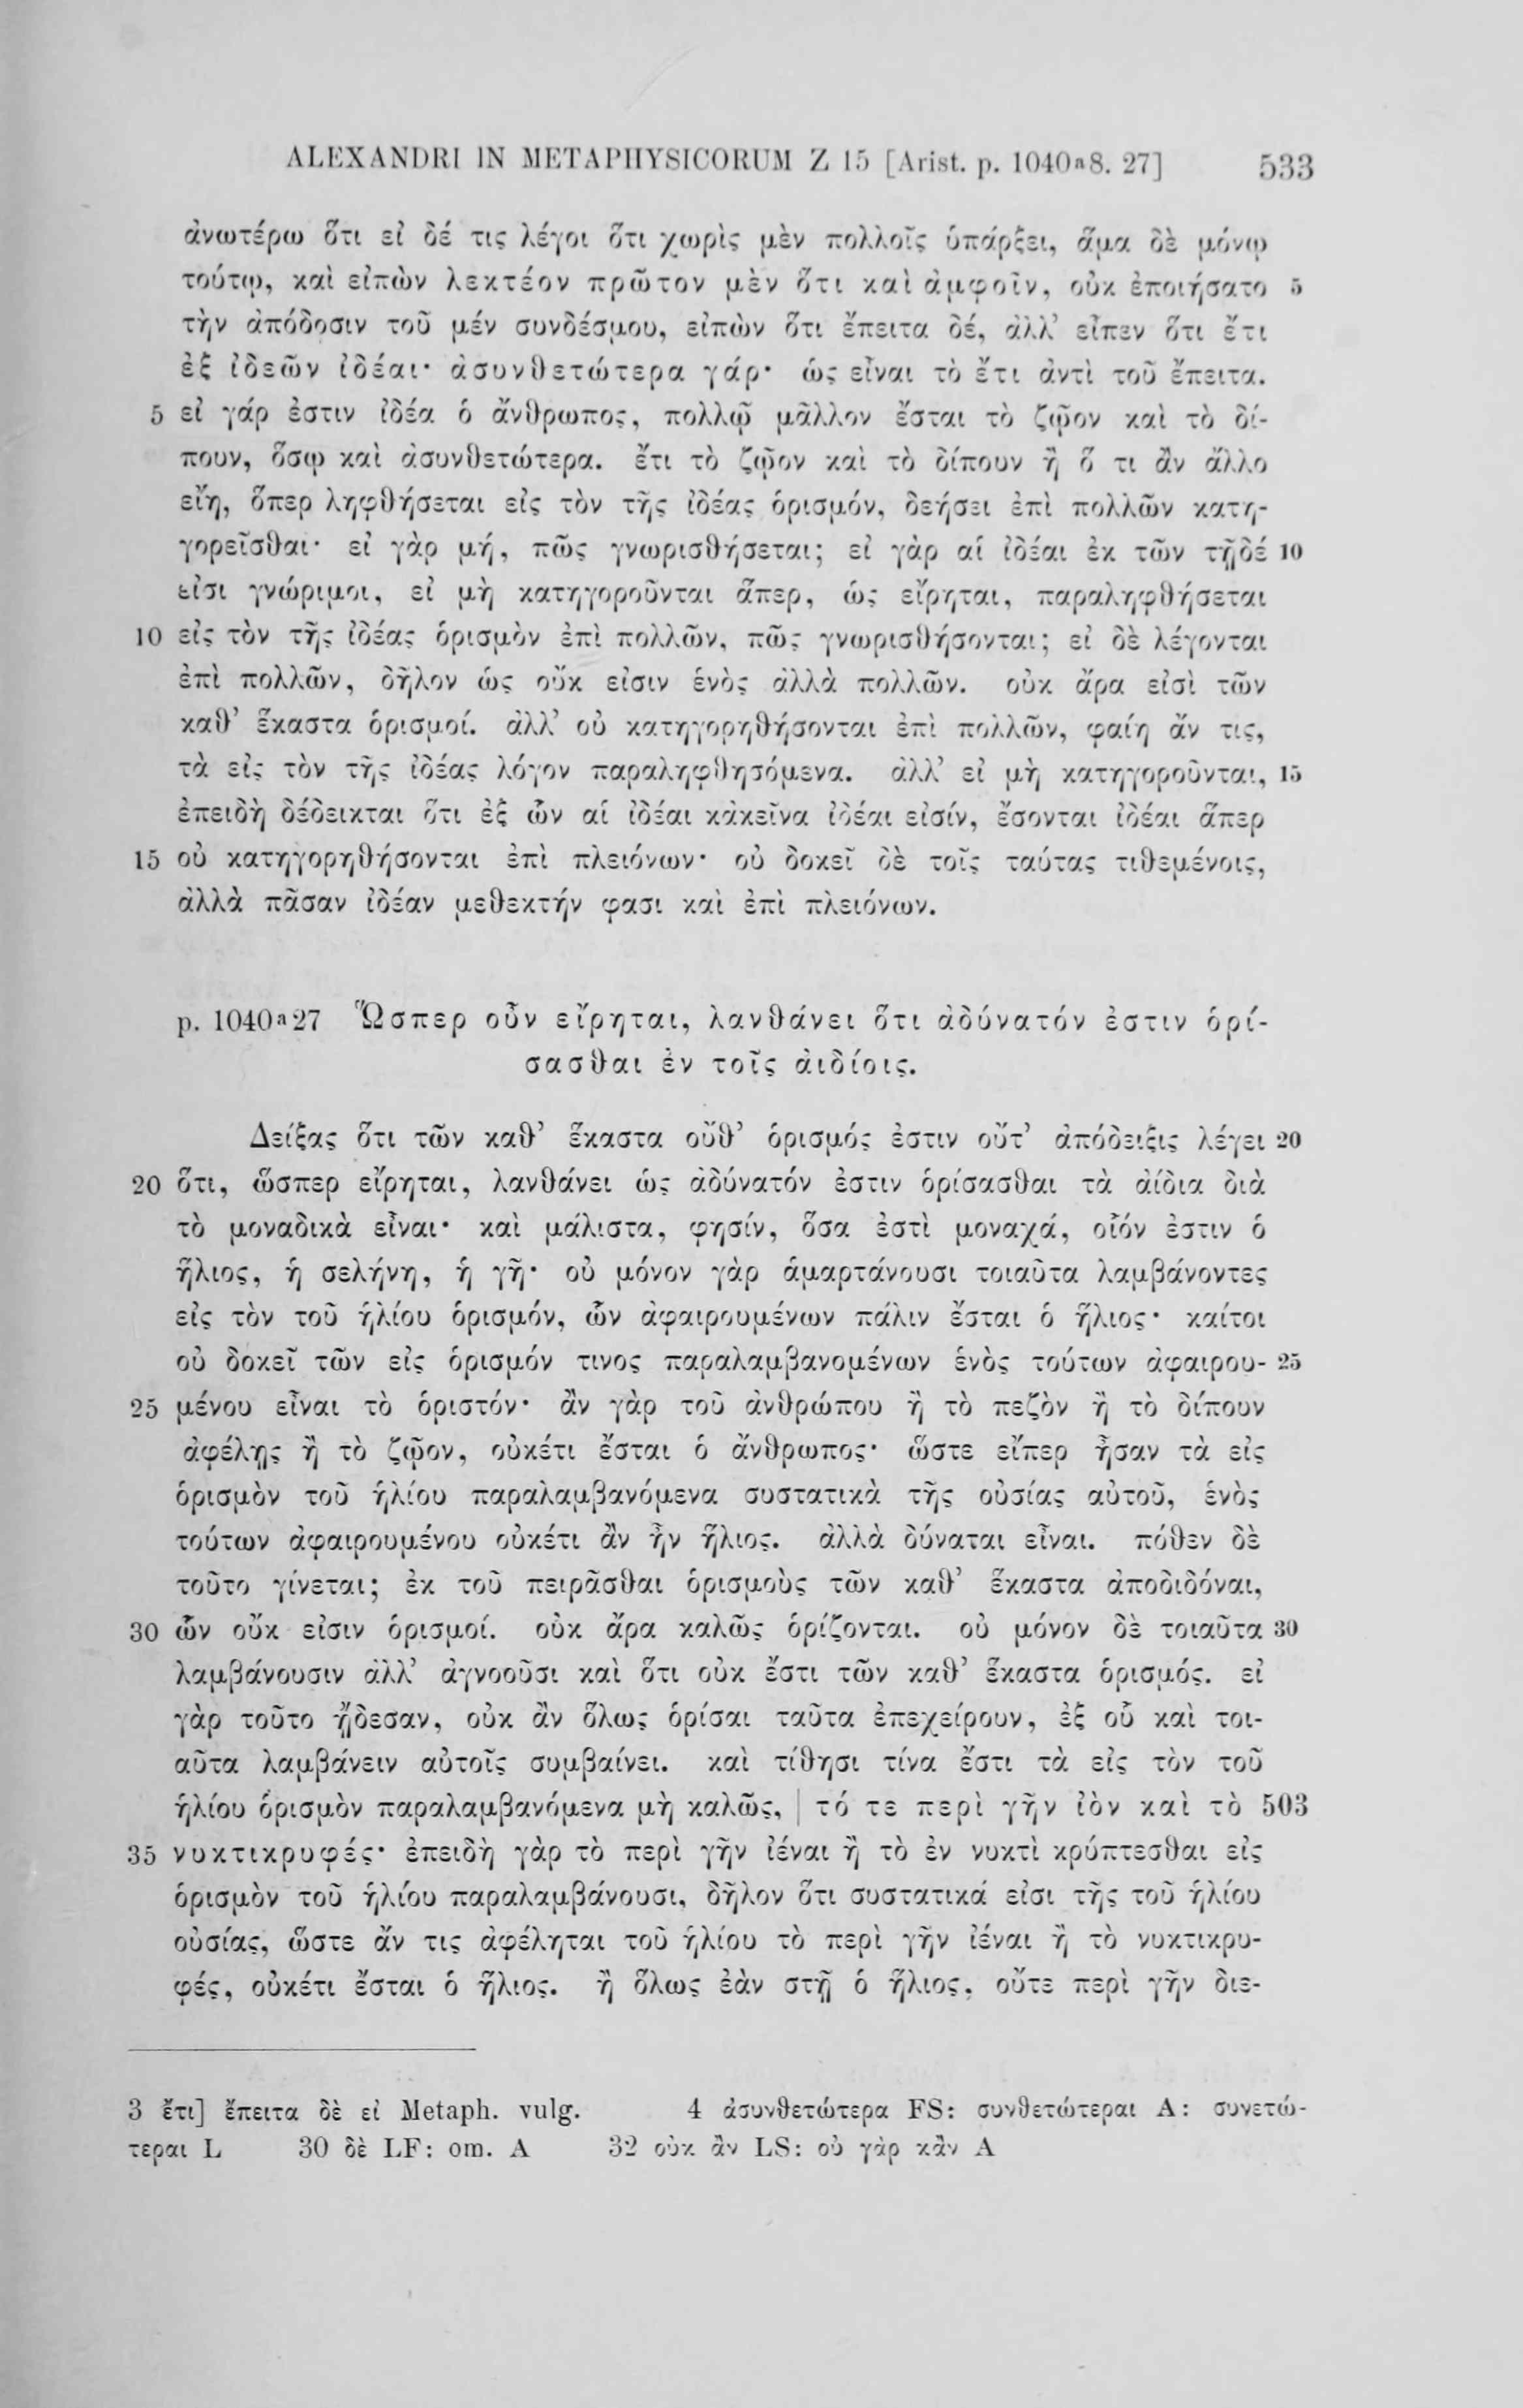 ALEXANDRI IN METAPHYSICORUM Z 15 [Arist. p. 1040ᵃ8. 27] 533
ἀνωτέρω ὅτι εἰ δέ τις λέγοι ὅτι χωρὶς μὲν πολλοῖς ὑπάρξει, ἅμα δὲ μόνῳ
τούτῳ, καὶ εἰπὼν λεκτέον πρῶτον μὲν ὅτι καὶ ἀμφοῖν, οὐκ ἐποιήσατο 5
τὴν ἀπόδοσιν τοῦ μέν συνδέσμου, εἰπὼν ὅτι ἔπειτα δέ, ἀλλ’ εἶπεν ὅτι ἔτι
ἐξ ἰδεῶν ἰδέαι· ἀσυνθετώτερα γάρ· ὡς εἶναι τὸ ἔτι ἀντὶ τοῦ ἔπειτα.
5 εἰ γάρ ἐστιν ἰδέα ὁ ἄνθρωπος, πολλῷ μᾶλλον ἔσται τὸ ζῷον καὶ τὸ δί-
πουν, ὅσῳ καὶ ἀσυνθετώτερα. ἔτι τὸ ζῷον καὶ τὸ δίπουν ἢ ὅ τι ἂν ἄλλο
εἴη, ὅπερ ληφθήσεται εἰς τὸν τῆς ἰδέας ὁρισμόν, δεήσει ἐπὶ πολλῶν κατη-
γορεῖσθαι· εἰ γὰρ μή, πῶς γνωρισθήσεται; εἰ γὰρ αἱ ἰδέαι ἐκ τῶν τῇδέ 10
εἰσι γνώριμοι, εἰ μὴ κατηγοροῦνται ἅπερ, ὡς εἴρηται, παραληφθήσεται
10 εἰς τὸν τῆς ἰδέας ὁρισμὸν ἐπὶ πολλῶν, πῶς γνωρισθήσονται; εἰ δὲ λέγονται
ἐπὶ πολλῶν, δῆλον ὡς οὔκ εἰσιν ἑνὸς ἀλλὰ πολλῶν. οὐκ ἄρα εἰσὶ τῶν
καθ’ ἕκαστα ὁρισμοί. ἀλλ’ οὐ κατηγορηθήσονται ἐπὶ πολλῶν, φαίη ἄν τις,
τὰ εἰς τὸν τῆς ἰδέας λόγον παραληφθησόμενα. ἀλλ’ εἰ μὴ κατηγοροῦνται, 15
ἐπειδὴ δέδεικται ὅτι ἐξ ὧν αἱ ἰδέαι κἀκεῖνα ἰδέαι εἰσίν, ἔσονται ἰδέαι ἅπερ
15 οὐ κατηγορηθήσονται ἐπὶ πλειόνων· οὐ δοκεῖ δὲ τοῖς ταύτας τιθεμένοις,
ἀλλὰ πᾶσαν ἰδέαν μεθεκτήν φασι καὶ ἐπὶ πλειόνων.
p. 1040ᵃ27 Ὥσπερ οὖν εἴρηται, λανθάνει ὅτι ἀδύνατόν ἐστιν ὁρί-
σασθαι ἐν τοῖς ἀιδίοις.
Δείξας ὅτι τῶν καθ’ ἕκαστα οὔθ’ ὁρισμός ἐστιν οὔτ’ ἀπόδειξις λέγει 20
20 ὅτι, ὥσπερ εἴρηται, λανθάνει ὡς ἀδύνατόν ἐστιν ὁρίσασθαι τὰ ἀίδια διὰ
τὸ μοναδικὰ εἶναι· καὶ μάλιστα, φησίν, ὅσα ἐστὶ μοναχά, οἷόν ἐστιν ὁ
ἥλιος, ἡ σελήνη, ἡ γῆ· οὐ μόνον γὰρ ἁμαρτάνουσι τοιαῦτα λαμβάνοντες
εἰς τὸν τοῦ ἡλίου ὁρισμόν, ὧν ἀφαιρουμένων πάλιν ἔσται ὁ ἥλιος· καίτοι
οὐ δοκεῖ τῶν εἰς ὁρισμόν τινος παραλαμβανομένων ἑνὸς τούτων ἀφαιρου- 25
25 μένου εἶναι τὸ ὁριστόν· ἂν γὰρ τοῦ ἀνθρώπου ἢ τὸ πεζὸν ἢ τὸ δίπουν
ἀφέλῃς ἢ τὸ ζῷον, οὐκέτι ἔσται ὁ ἄνθρωπος· ὥστε εἴπερ ἦσαν τὰ εἰς
ὁρισμὸν τοῦ ἡλίου παραλαμβανόμενα συστατικὰ τῆς οὐσίας αὐτοῦ, ἑνὸς
τούτων ἀφαιρουμένου οὐκέτι ἂν ἦν ἥλιος. ἀλλὰ δύναται εἶναι. πόθεν δὲ
τοῦτο γίνεται; ἐκ τοῦ πειρᾶσθαι ὁρισμοὺς τῶν καθ’ ἕκαστα ἀποδιδόναι,
30 ὧν οὔκ εἰσιν ὁρισμοί. οὐκ ἄρα καλῶς ὁρίζονται. οὐ μόνον δὲ τοιαῦτα 30
λαμβάνουσιν ἀλλ’ ἀγνοοῦσι καὶ ὅτι οὐκ ἔστι τῶν καθ’ ἕκαστα ὁρισμός. εἰ
γὰρ τοῦτο ᾔδεσαν, οὐκ ἂν ὅλως ὁρίσαι ταῦτα ἐπεχείρουν, ἐξ οὗ καὶ τοι-
αῦτα λαμβάνειν αὐτοῖς συμβαίνει. καὶ τίθησι τίνα ἔστι τὰ εἰς τὸν τοῦ
ἡλίου ὁρισμὸν παραλαμβανόμενα μὴ καλῶς, | τό τε περὶ γῆν ἰὸν καὶ τὸ 503
35 νυκτικρυφές· ἐπειδὴ γὰρ τὸ περὶ γῆν ἰέναι ἢ τὸ ἐν νυκτὶ κρύπτεσθαι εἰς
ὁρισμὸν τοῦ ἡλίου παραλαμβάνουσι, δῆλον ὅτι συστατικά εἰσι τῆς τοῦ ἡλίου
οὐσίας, ὥστε ἄν τις ἀφέληται τοῦ ἡλίου τὸ περὶ γῆν ἰέναι ἢ τὸ νυκτικρυ-
φές, οὐκέτι ἔσται ὁ ἥλιος. ἢ ὅλως ἐὰν στῇ ὁ ἥλιος, οὔτε περὶ γῆν διε-
3 ἔτι] ἔπειτα δὲ εἰ Metaph. vulg. 4 ἀσυνθετώτερα FS: συνθετώτεραι A: συνετώ-
τεραι L 30 δὲ LF: om. A 32 οὐκ ἂν LS: οὐ γὰρ κἂν A